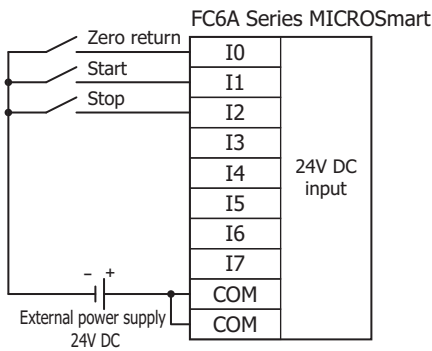 FC6A Series MICROSmart
Zero return
I0
Start
I1
Stop
I2
I3
I4
24V DC
input
I5
I6
I7
– +
COM
External power supply
24V DC
COM